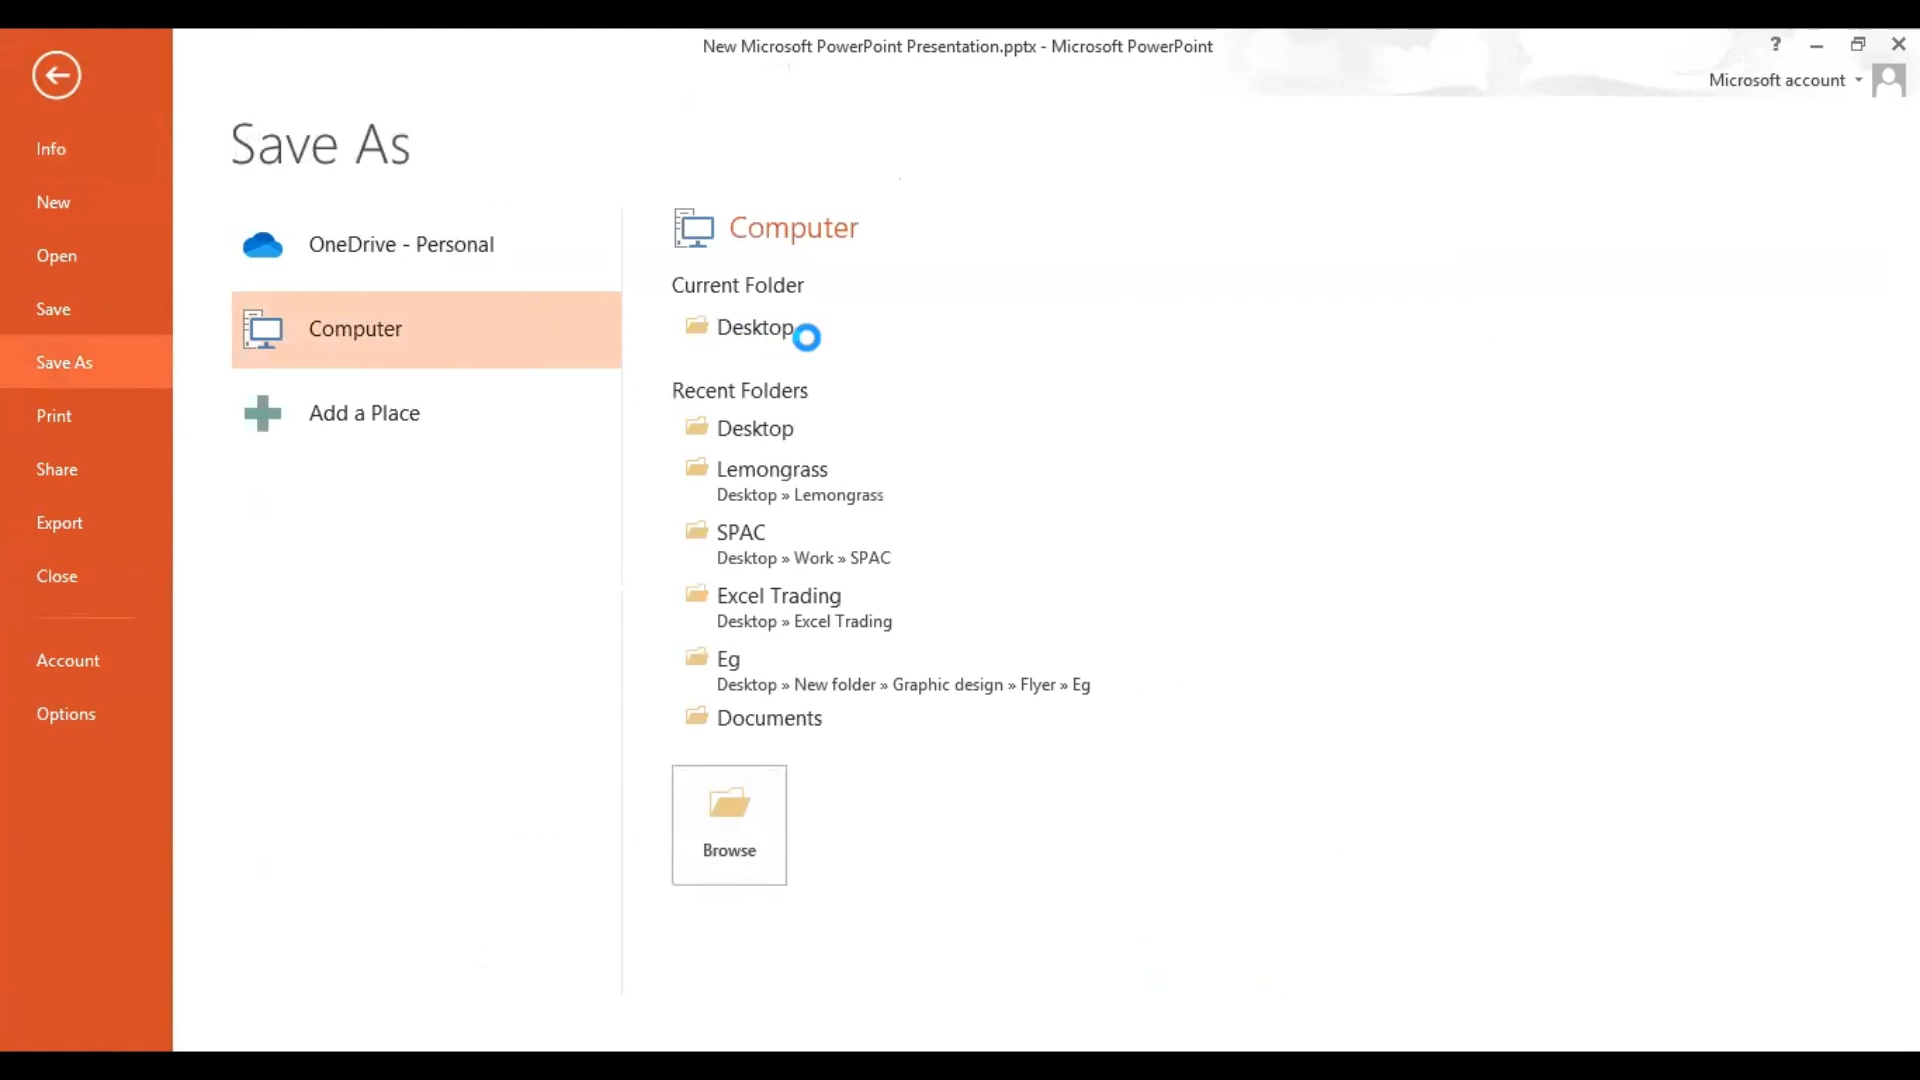 New Microsoft PowerPoint Presentation.pptx - Microsoft PowerPoint
?
Microsoft account
Info
New
Open
Save
Save As
Print
Share
Export
Close
Account
Options
Save As
OneDrive - Personal
Computer
Add a Place
Computer
Current Folder
Desktop
Recent Folders
Desktop
Lemongrass
Desktop » Lemongrass
SPAC
Desktop » Work » SPAC
Excel Trading
Desktop » Excel Trading
Eg
Desktop » New folder » Graphic design » Flyer » Eg
Documents
Browse